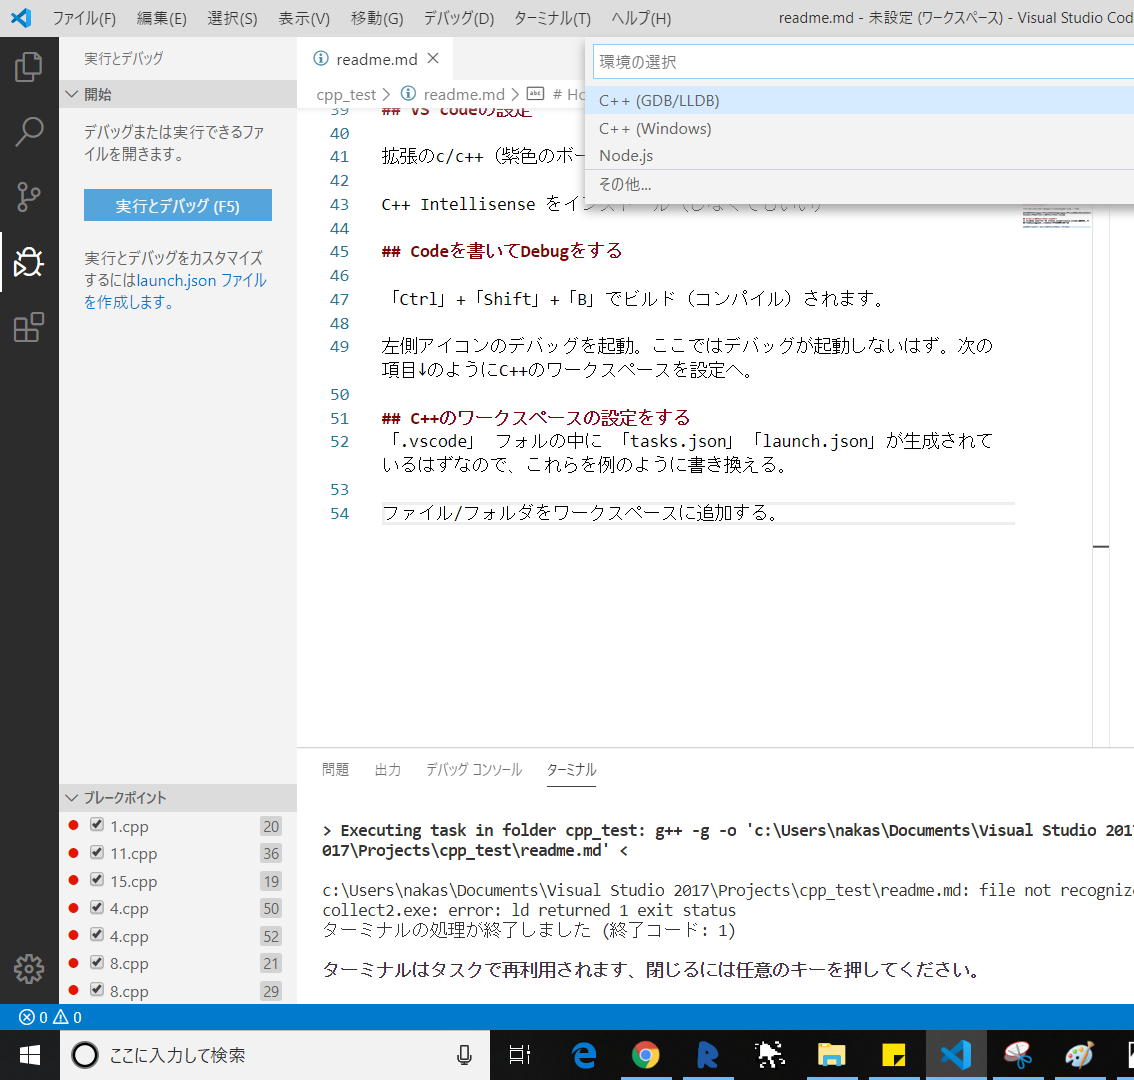 ファイル(F) 編集(E) 選択(S) 表示(V) 移動(G) デバッグ(D) ターミナル(T) ヘルプ(H) readme.md - 未設定 (ワークスペース) - Visual Studio Cod
実行とデバッグ
readme.md
環境の選択
開始
cpp_test > readme.md > # Ho
C++ (GDB/LLDB)
C++ (Windows)
Node.js
その他...
デバッグまたは実行できるファ
イルを開きます。
実行とデバッグ (F5)
実行とデバッグをカスタマイズ
するにはlaunch.json ファイル
を作成します。
39 ## VS codeの設定
40
41 拡張のc/c++（紫色のボー
42
43 C++ Intellisense をインストール（しなくてもいい）
44
45 ## Codeを書いてDebugをする
46
47 「Ctrl」+「Shift」+「B」でビルド（コンパイル）されます。
48
49 左側アイコンのデバッグを起動。ここではデバッグが起動しないはず。次の
項目↓のようにC++のワークスペースを設定へ。
50
51 ## C++のワークスペースの設定をする
52 「.vscode」 フォルの中に 「tasks.json」「launch.json」が生成されて
いるはずなので、これらを例のように書き換える。
53
54 ファイル/フォルダをワークスペースに追加する。
ブレークポイント
1.cpp 20
11.cpp 36
15.cpp 19
4.cpp 50
4.cpp 52
8.cpp 21
8.cpp 29
問題 出力 デバッグ コンソール ターミナル
> Executing task in folder cpp_test: g++ -g -o 'c:\Users\nakas\Documents\Visual Studio 201
017\Projects\cpp_test\readme.md' <
c:\Users\nakas\Documents\Visual Studio 2017\Projects\cpp_test\readme.md: file not recognize
collect2.exe: error: ld returned 1 exit status
ターミナルの処理が終了しました (終了コード: 1)
ターミナルはタスクで再利用されます、閉じるには任意のキーを押してください。
0 0
ここに入力して検索